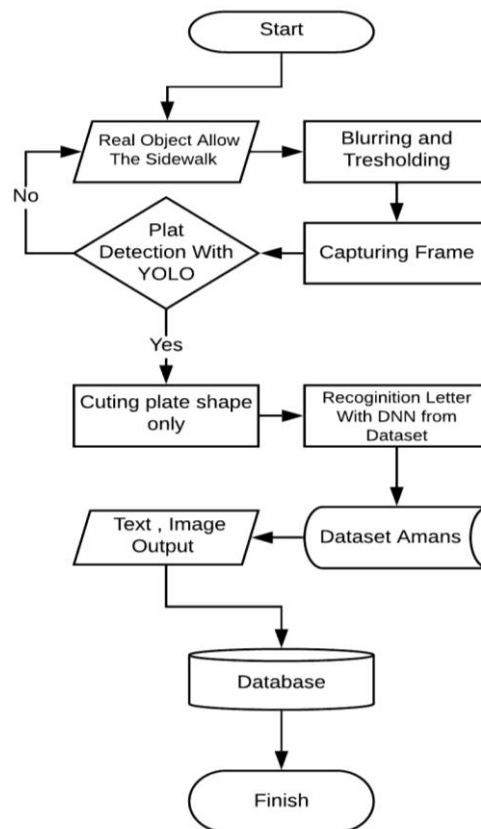 Start
Real Object Allow
The Sidewalk
Blurring and
Tresholding
No
Plat
Detection With
YOLO
Capturing Frame
Yes
Cuting plate shape
only
Recoginition Letter
With DNN from
Dataset
Text , Image
Output
Dataset Amans
Database
Finish